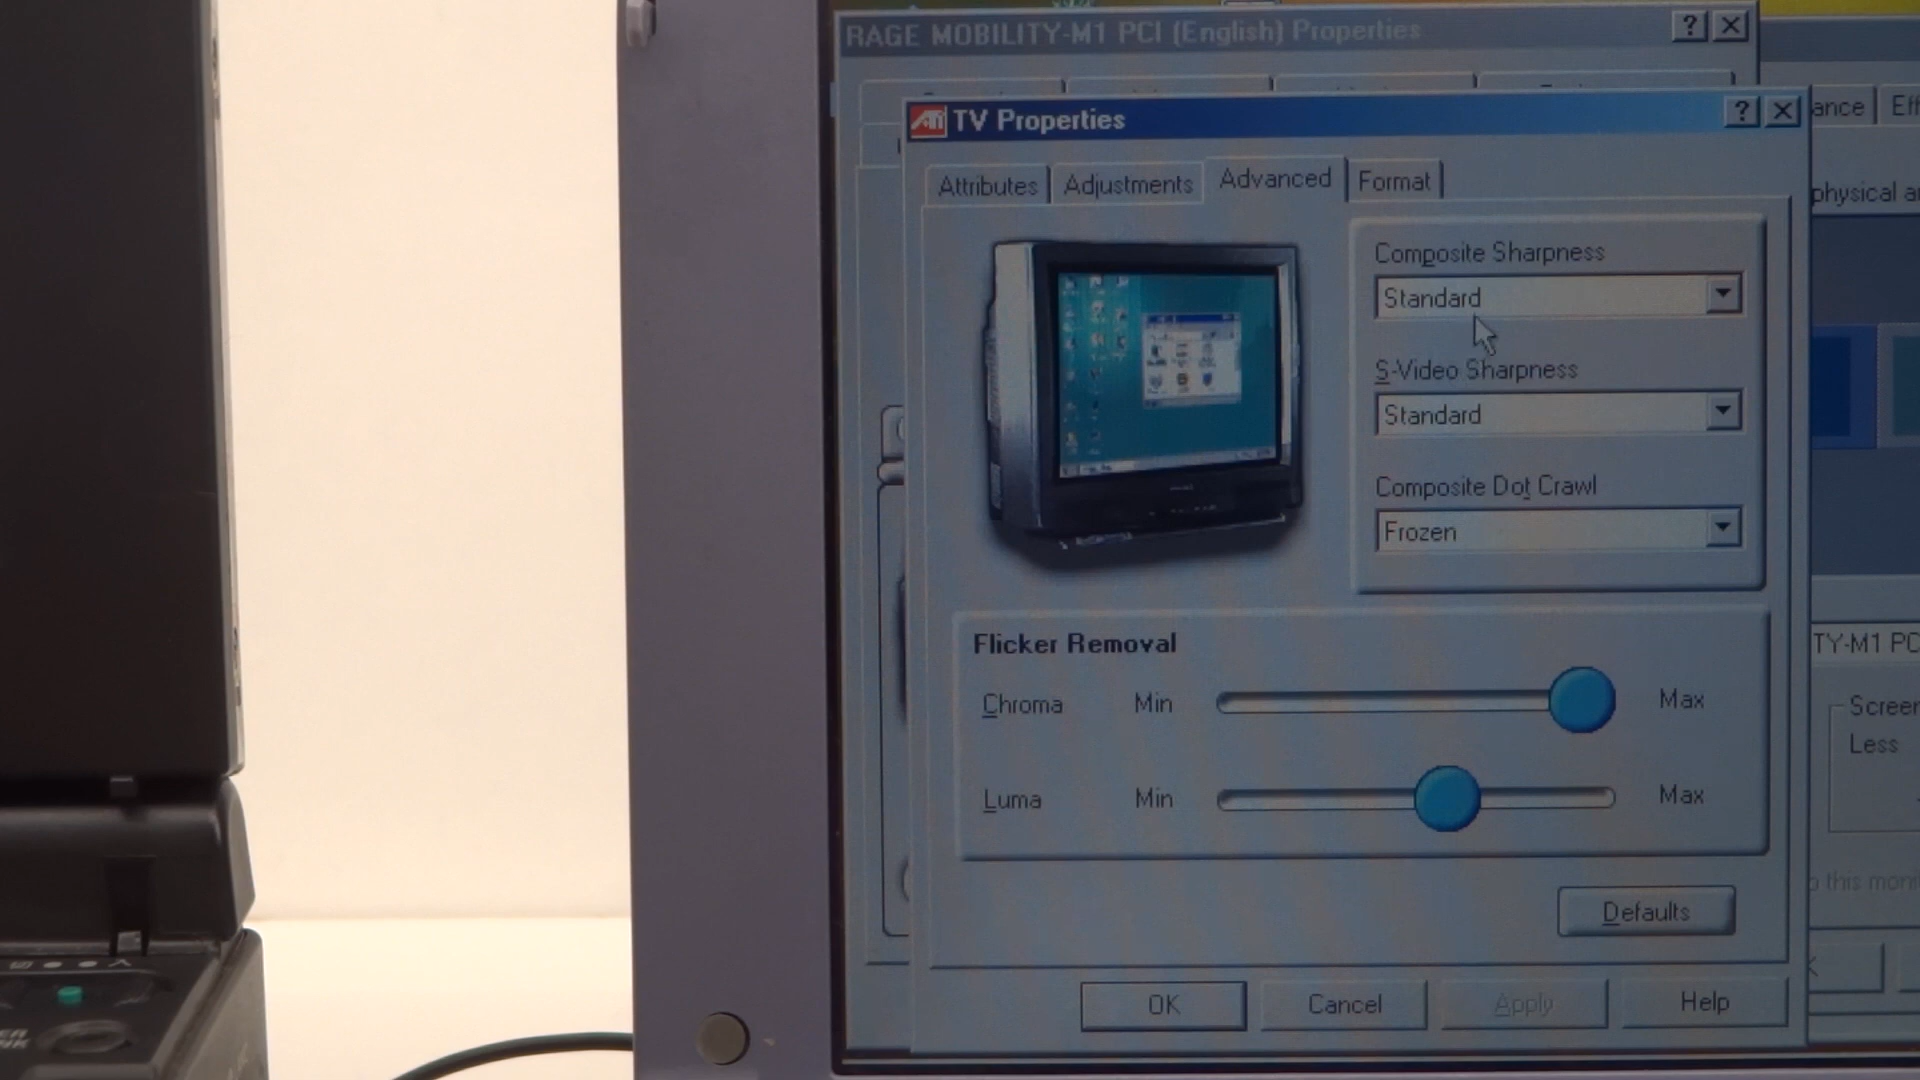 RAGE MOBILITY-M1 PCI (English) Properties
ATi TV Properties
ance Eff
Attributes Adjustments Advanced Format
physical a
Composite Sharpness
Standard
S-Video Sharpness
Standard
Composite Dot Crawl
Frozen
Flicker Removal
TY-M1 PC
Chroma Min Max
Screen
Less
Luma Min Max
this moni
Defaults
OK Cancel Apply Help